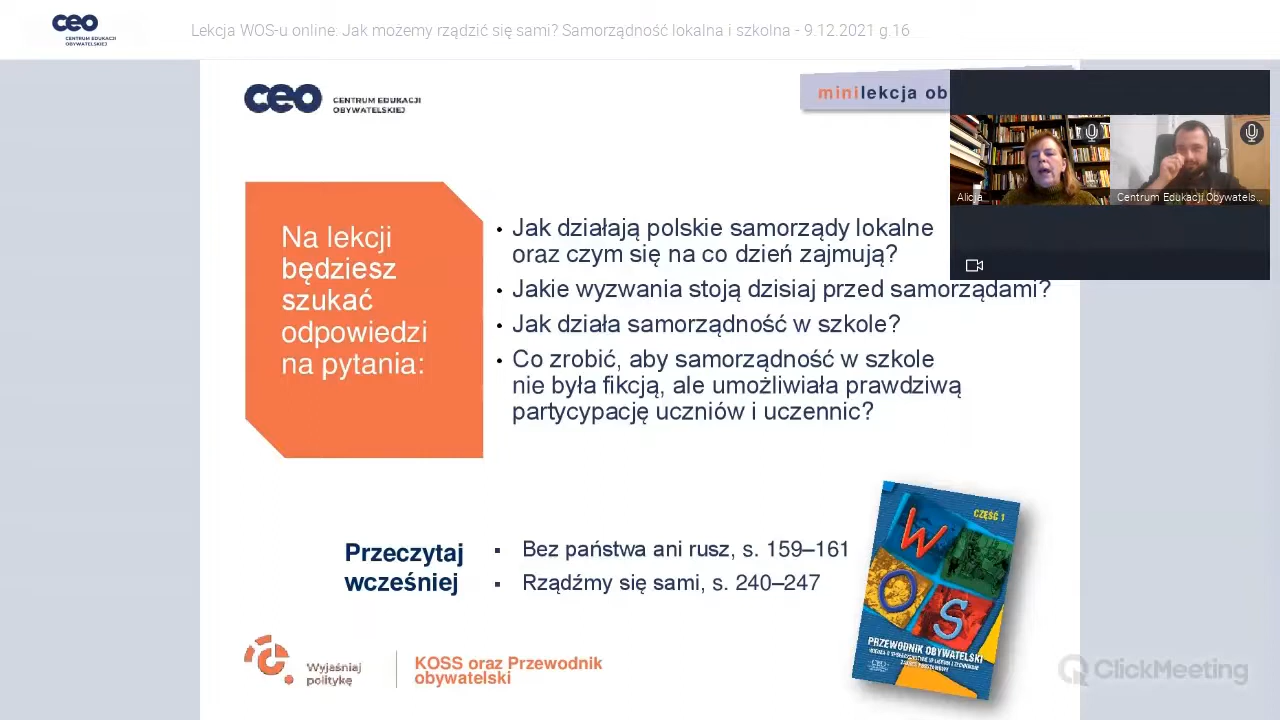 ceo
CENTRUM EDUKACJI
OBYWATELSKIEJ
Lekcja WOS-u online: Jak możemy rządzić się sami? Samorządność lokalna i szkolna - 9.12.2021 g.16
ceo
CENTRUM EDUKACJI
OBYWATELSKIEJ
minilekcja ob
Alicja
Centrum Edukacji Obywatels...
Na lekcji
będziesz
szukać
odpowiedzi
na pytania:
• Jak działają polskie samorządy lokalne
oraz czym się na co dzień zajmują?
• Jakie wyzwania stoją dzisiaj przed samorządami?
• Jak działa samorządność w szkole?
• Co zrobić, aby samorządność w szkole
nie była fikcją, ale umożliwiała prawdziwą
partycypację uczniów i uczennic?
Przeczytaj
wcześniej
▪ Bez państwa ani rusz, s. 159–161
▪ Rządźmy się sami, s. 240–247
CZĘŚĆ 1
W
O
S
PRZEWODNIK OBYWATELSKI
Wyjaśniaj
politykę
KOSS oraz Przewodnik
obywatelski
ClickMeeting